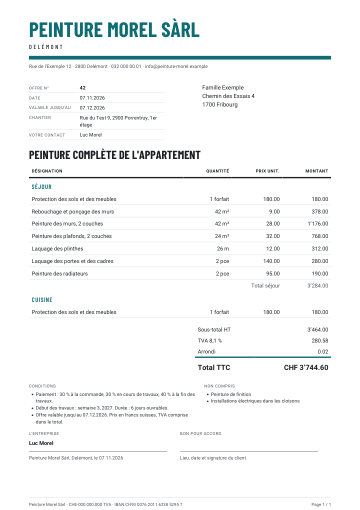 PEINTURE MOREL SÀRL
DELÉMONT
Rue de l'Exemple 12 · 2800 Delémont · 032 000 00 01 · info@peinture-morel.example
OFFRE N° 42
DATE 07.11.2026
VALABLE JUSQU'AU 07.12.2026
CHANTIER Rue du Test 9, 2900 Porrentruy, 1er étage
VOTRE CONTACT Luc Morel
Famille Exemple
Chemin des Essais 4
1700 Fribourg
PEINTURE COMPLÈTE DE L'APPARTEMENT
DÉSIGNATION QUANTITÉ PRIX UNIT. MONTANT
SÉJOUR
Protection des sols et des meubles 1 forfait 180.00 180.00
Rebouchage et ponçage des murs 42 m² 9.00 378.00
Peinture des murs, 2 couches 42 m² 28.00 1'176.00
Peinture des plafonds, 2 couches 24 m² 32.00 768.00
Laquage des plinthes 26 m 12.00 312.00
Laquage des portes et des cadres 2 pce 140.00 280.00
Peinture des radiateurs 2 pce 95.00 190.00
Total séjour 3'284.00
CUISINE
Protection des sols et des meubles 1 forfait 180.00 180.00
Sous-total HT 3'464.00
TVA 8,1 % 280.58
Arrondi 0.02
Total TTC CHF 3'744.60
CONDITIONS
• Paiement : 30 % à la commande, 30 % en cours de travaux, 40 % à la fin des travaux.
• Début des travaux : semaine 3, 2027. Durée : 6 jours ouvrables.
• Offre valable jusqu'au 07.12.2026. Prix en francs suisses, TVA comprise dans le total.
NON COMPRIS
• Peinture de finition
• Installations électriques dans les cloisons
L'ENTREPRISE
Luc Morel
Peinture Morel Sàrl, Delémont, le 07.11.2026
BON POUR ACCORD
Lieu, date et signature du client
Peinture Morel Sàrl · CHE-000.000.000 TVA · IBAN CH
Page 1 / 1